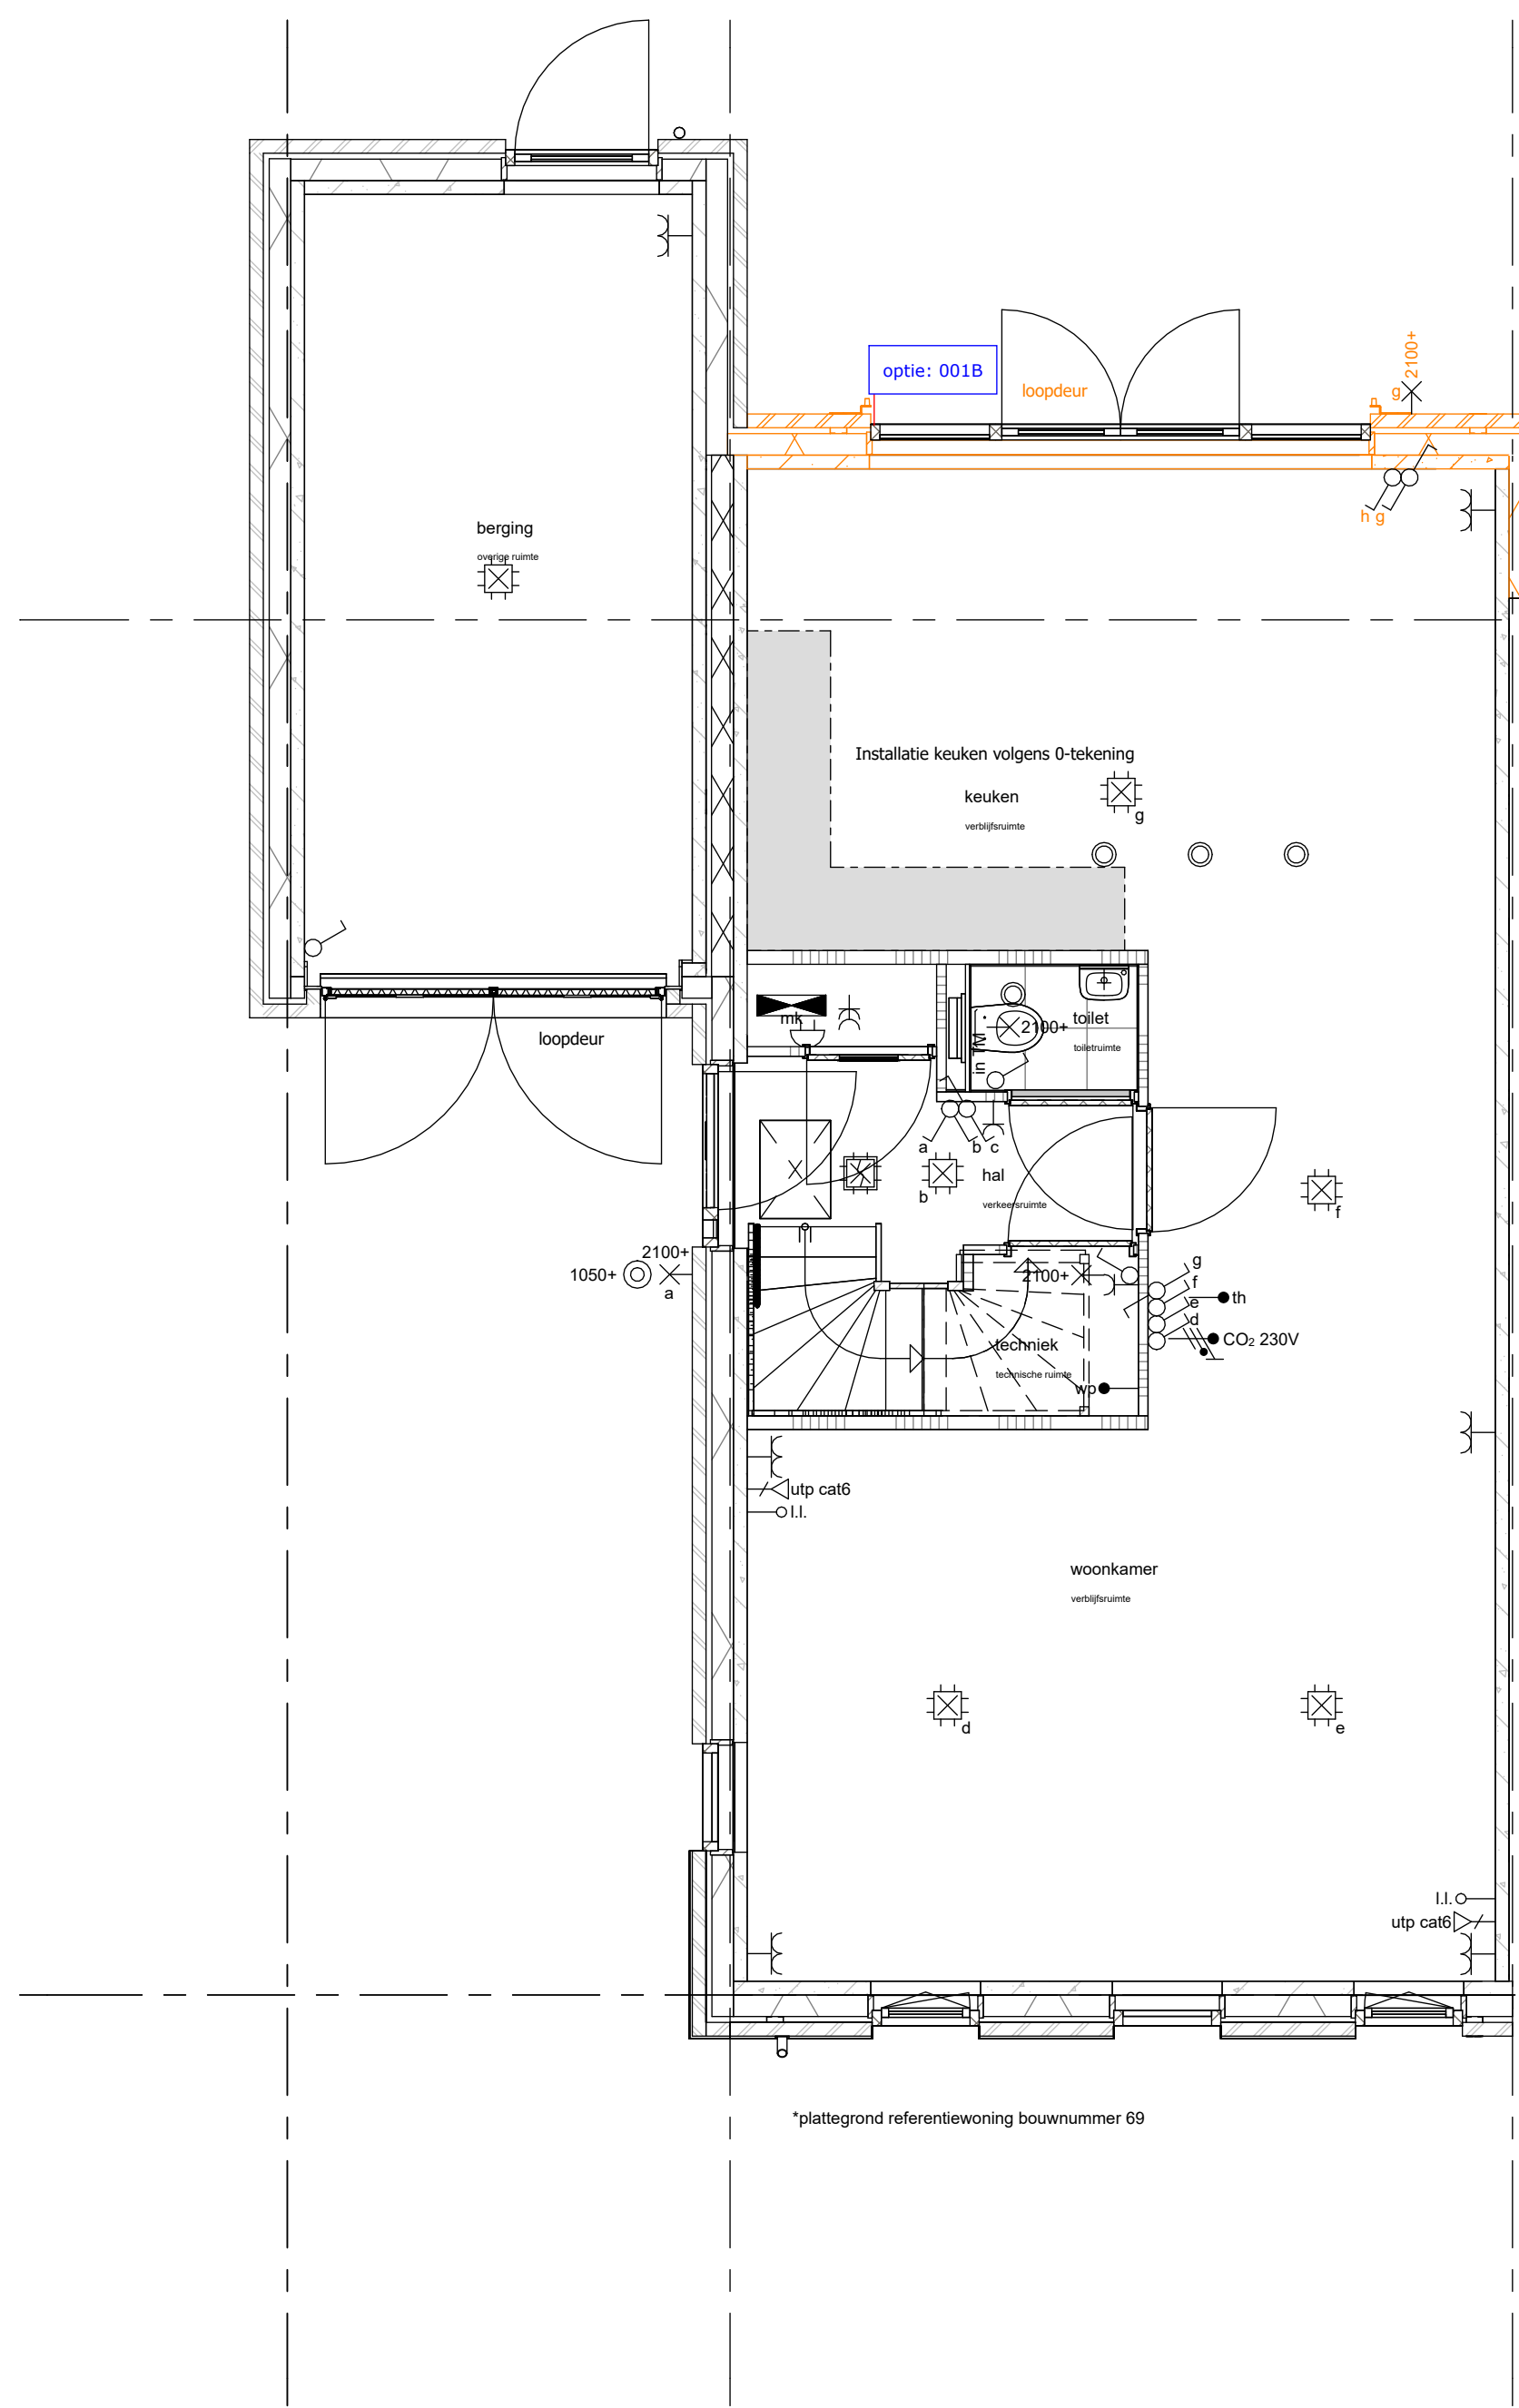 optie: 001B
loopdeur
g
2100+
h g
berging
overige ruimte
Installatie keuken volgens 0-tekening
keuken
verblijfsruimte
g
mk
2100+
toilet
toiletruimte
in TM
loopdeur
a
b
c
hal
verkeersruimte
b
f
2100+
1050+
a
2100+
g
f
e
d
th
CO₂ 230V
techniek
technische ruimte
wp
utp cat6
l.l.
woonkamer
verblijfsruimte
d
e
l.l.
utp cat6
*plattegrond referentiewoning bouwnummer 69